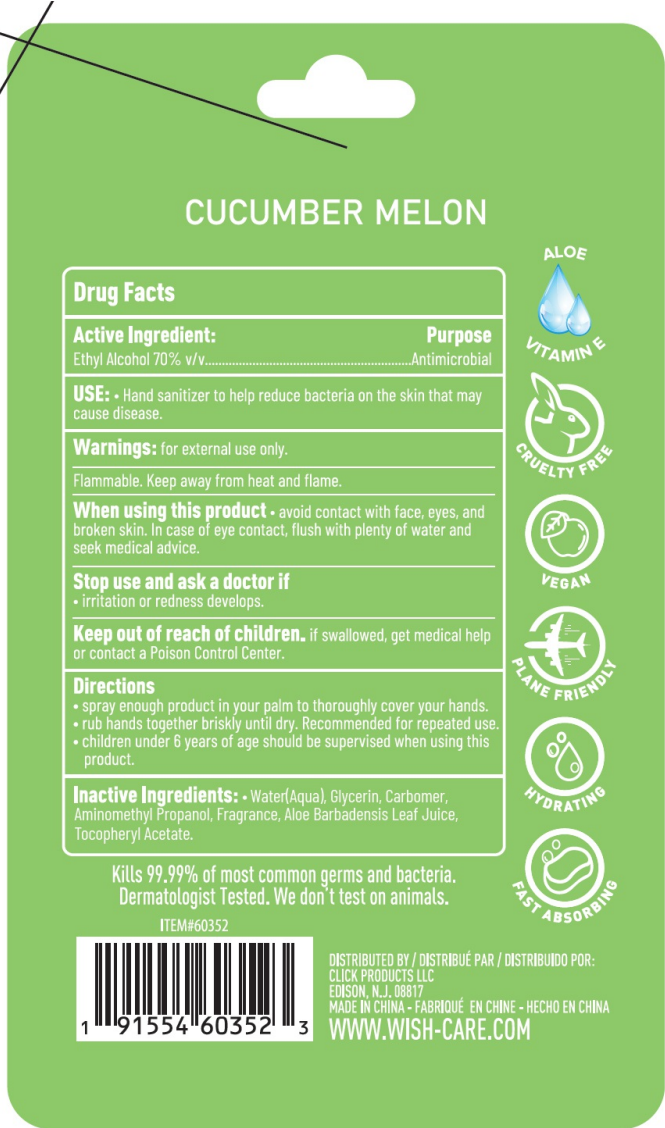 CUCUMBER MELON
Drug Facts
Active Ingredient: Purpose
Ethyl Alcohol 70% v/v..............................................................Antimicrobial
USE: • Hand sanitizer to help reduce bacteria on the skin that may
cause disease.
Warnings: for external use only.
Flammable. Keep away from heat and flame.
When using this product • avoid contact with face, eyes, and
broken skin. In case of eye contact, flush with plenty of water and
seek medical advice.
Stop use and ask a doctor if
• irritation or redness develops.
Keep out of reach of children. if swallowed, get medical help
or contact a Poison Control Center.
Directions
• spray enough product in your palm to thoroughly cover your hands.
• rub hands together briskly until dry. Recommended for repeated use.
• children under 6 years of age should be supervised when using this
product.
Inactive Ingredients: • Water(Aqua), Glycerin, Carbomer,
Aminomethyl Propanol, Fragrance, Aloe Barbadensis Leaf Juice,
Tocopheryl Acetate.
ALOE
VITAMIN E
CRUELTY FREE
VEGAN
PLANE FRIENDLY
HYDRATING
FAST ABSORBING
Kills 99.99% of most common germs and bacteria.
Dermatologist Tested. We don't test on animals.
ITEM#60352
1 91554 60352 3
DISTRIBUTED BY / DISTRIBUÉ PAR / DISTRIBUIDO POR:
CLICK PRODUCTS LLC
EDISON, N.J. 08817
MADE IN CHINA - FABRIQUÉ EN CHINE - HECHO EN CHINA
WWW.WISH-CARE.COM